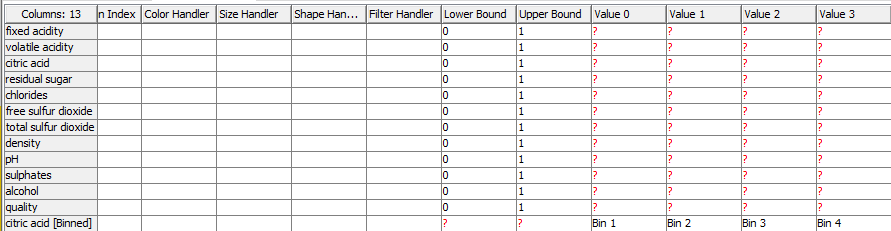 Columns: 13 n Index Color Handler Size Handler Shape Han... Filter Handler Lower Bound Upper Bound Value 0 Value 1 Value 2 Value 3
fixed acidity 0 1 ? ? ? ?
volatile acidity 0 1 ? ? ? ?
citric acid 0 1 ? ? ? ?
residual sugar 0 1 ? ? ? ?
chlorides 0 1 ? ? ? ?
free sulfur dioxide 0 1 ? ? ? ?
total sulfur dioxide 0 1 ? ? ? ?
density 0 1 ? ? ? ?
pH 0 1 ? ? ? ?
sulphates 0 1 ? ? ? ?
alcohol 0 1 ? ? ? ?
quality 0 1 ? ? ? ?
citric acid [Binned] ? ? Bin 1 Bin 2 Bin 3 Bin 4